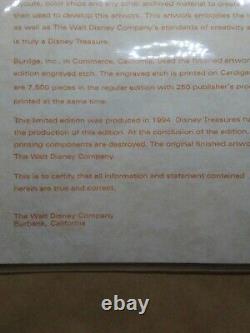 layouts, color chips and any other archived material to create
then used to develop this artwork. This artwork embodies the
as well as The Walt Disney Company's standards of creativity a
is truly a Disney Treasure.
Burdge, Inc., in Commerce, California, used the finished artwork
edition engraved etch. The engraved etch is printed on Cardigan
are 7,500 pieces in the regular edition with 250 publisher's pro
printed at the same time.
This limited edition was produced in 1994. Disney Treasures has
the production of this edition. At the conclusion of the edition
printing components are destroyed. The original finished artwor
The Walt Disney Company.
This is to certify that all information and statement contained
herein are true and correct.
The Walt Disney Company
Burbank, California
hamptons.com